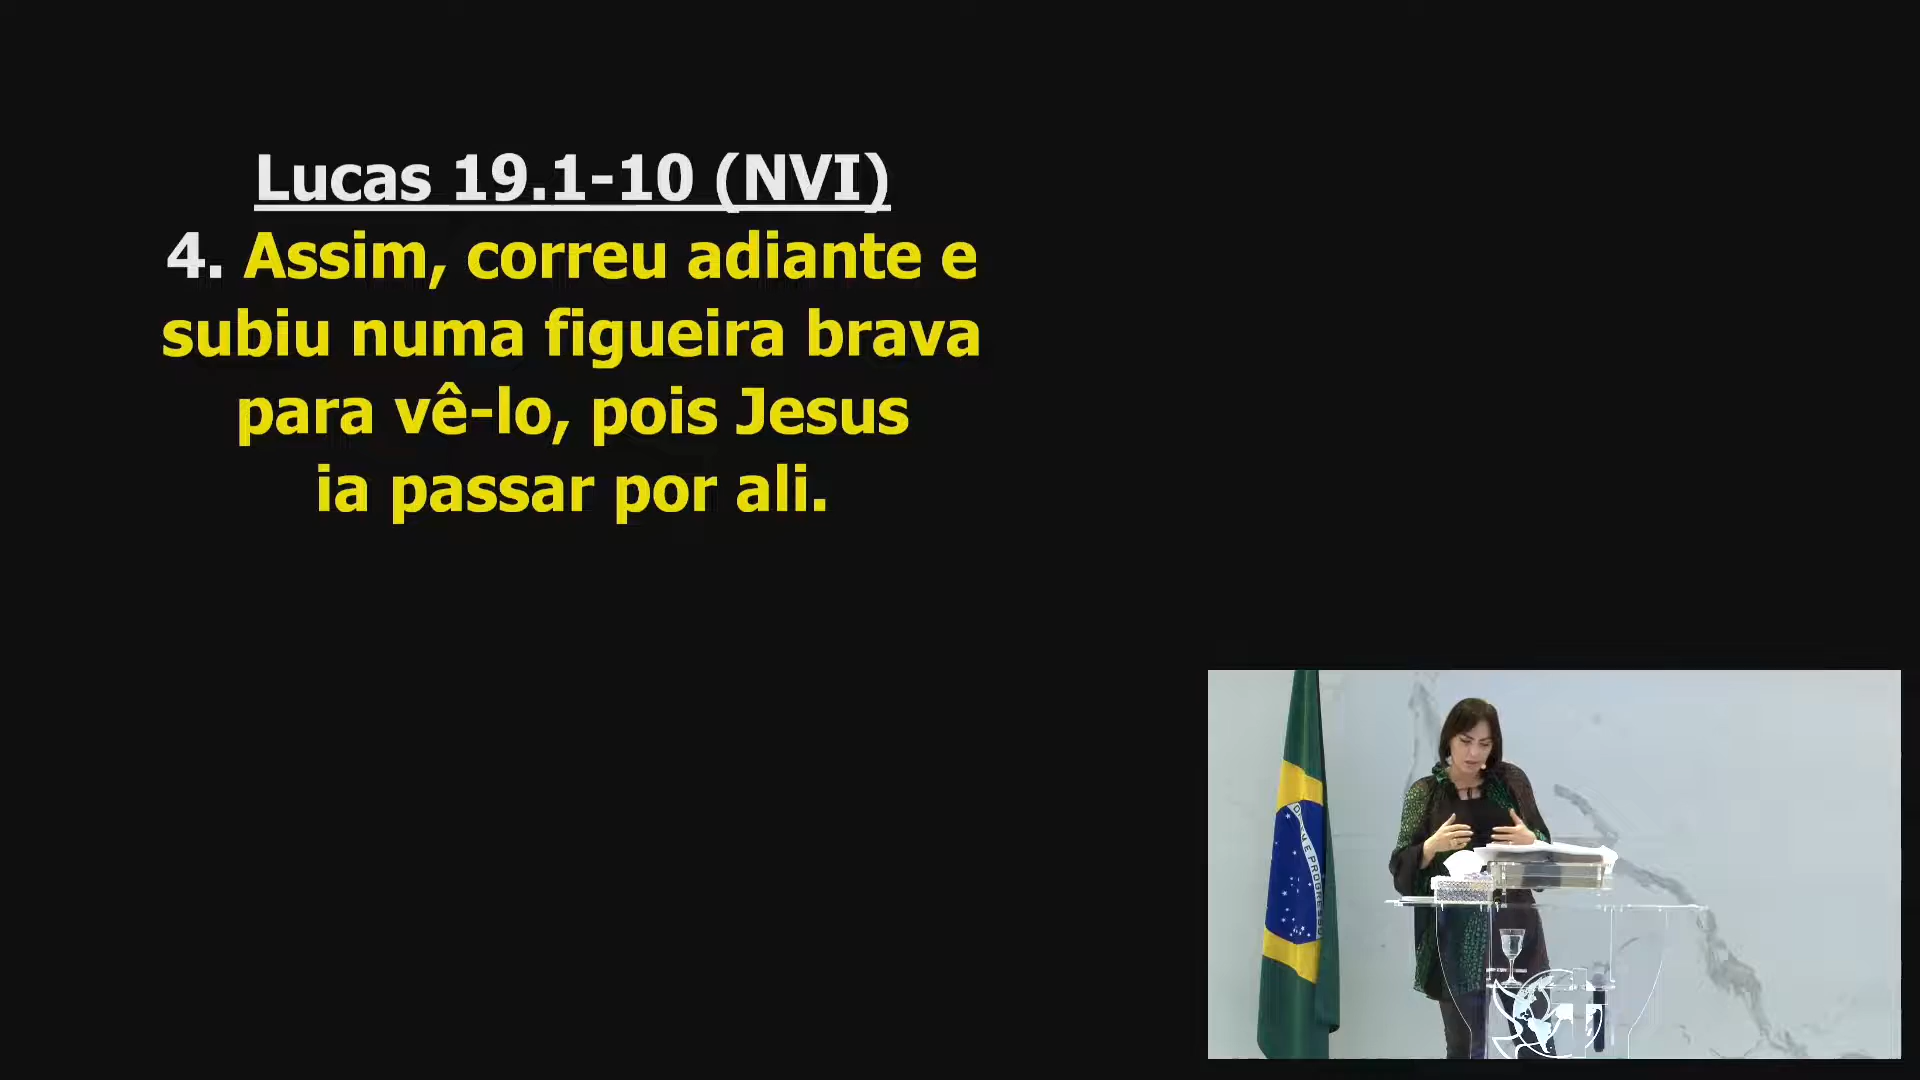 Lucas 19.1-10 (NVI)
4. Assim, correu adiante e
subiu numa figueira brava
para vê-lo, pois Jesus
ia passar por ali.